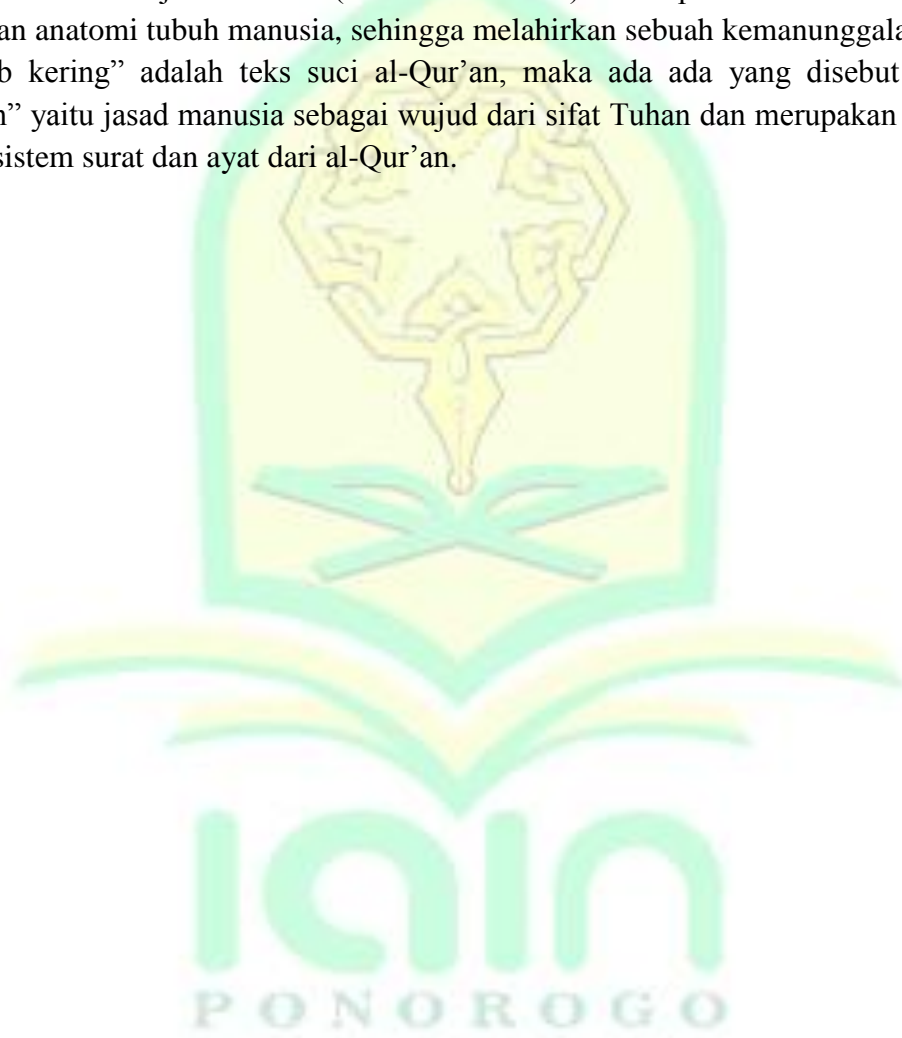 an anatomi tubuh manusia, sehingga melahirkan sebuah kemanunggala
b kering” adalah teks suci al-Qur’an, maka ada ada yang disebut
n” yaitu jasad manusia sebagai wujud dari sifat Tuhan dan merupakan
sistem surat dan ayat dari al-Qur’an.
iain
PONOROGO